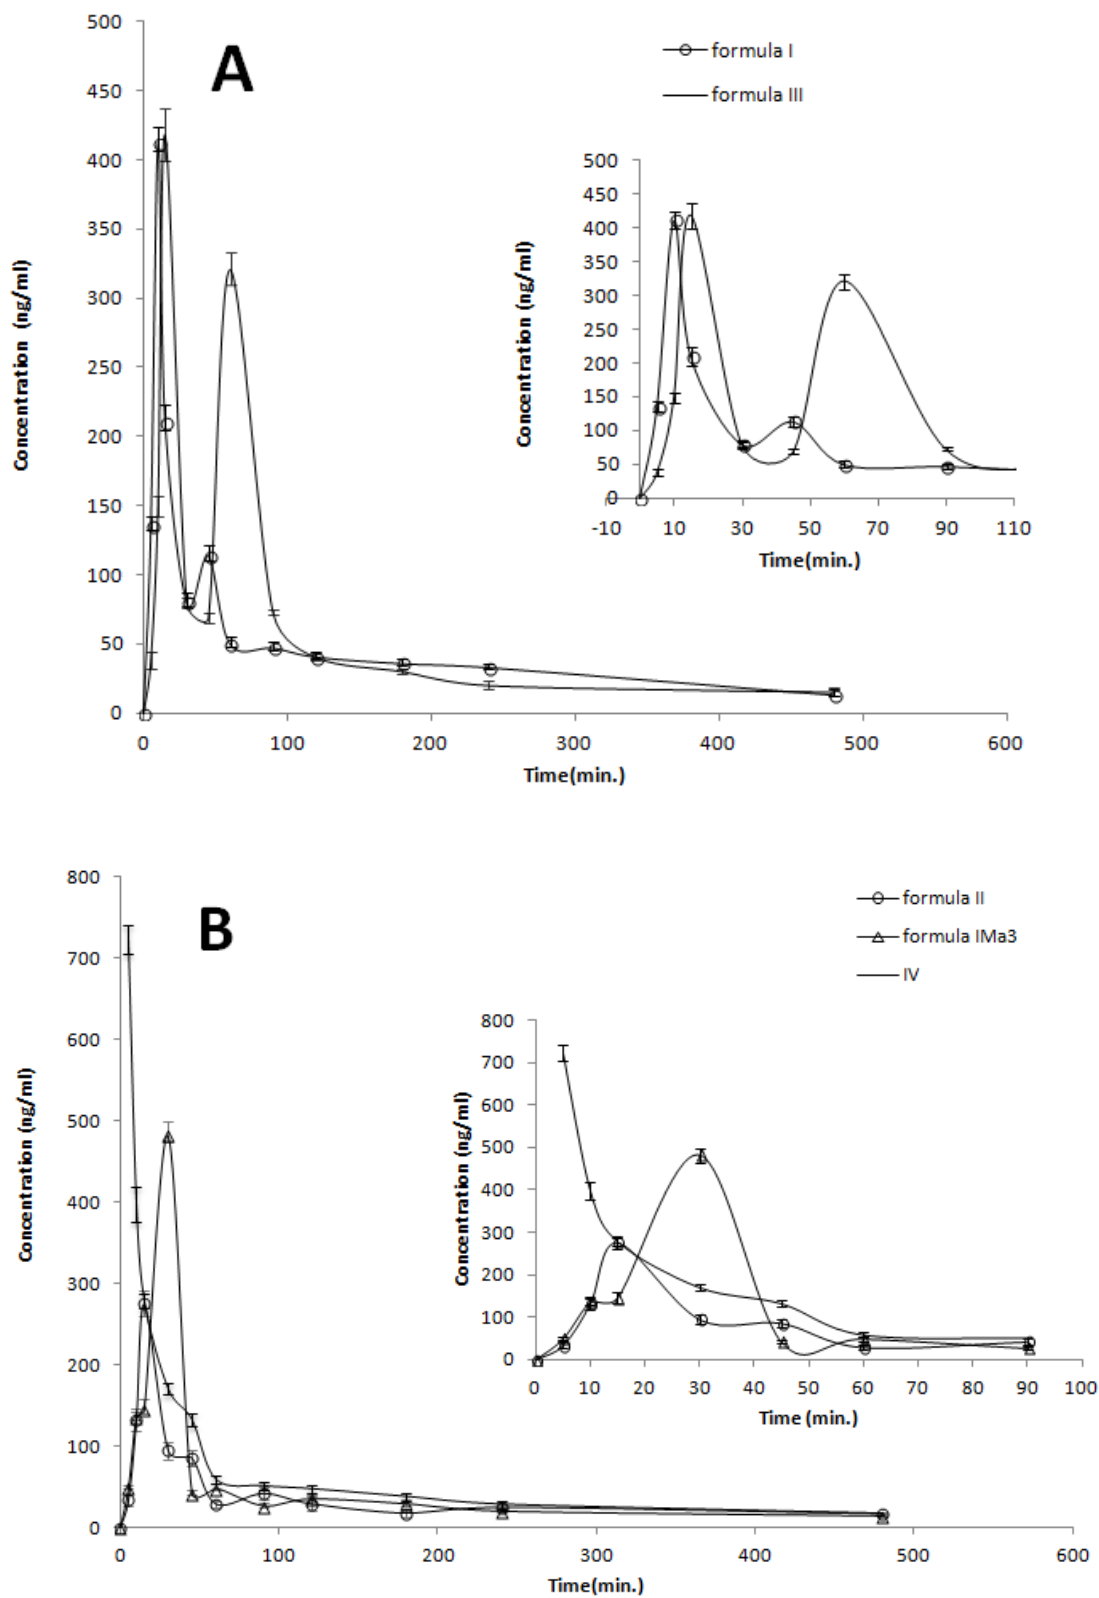 A
formula I
formula III
Concentration (ng/ml)
500
450
400
350
300
250
200
150
100
50
0
0 100 200 300 400 500 600
Time(min.)
Concentration (ng/ml)
500
450
400
350
300
250
200
150
100
50
0
-10 10 30 50 70 90 110
Time(min.)
B
formula II
formula IMa3
IV
Concentration (ng/ml)
800
700
600
500
400
300
200
100
0
0 100 200 300 400 500 600
Time(min.)
Concentration (ng/ml)
800
700
600
500
400
300
200
100
0
0 10 20 30 40 50 60 70 80 90 100
Time (min.)